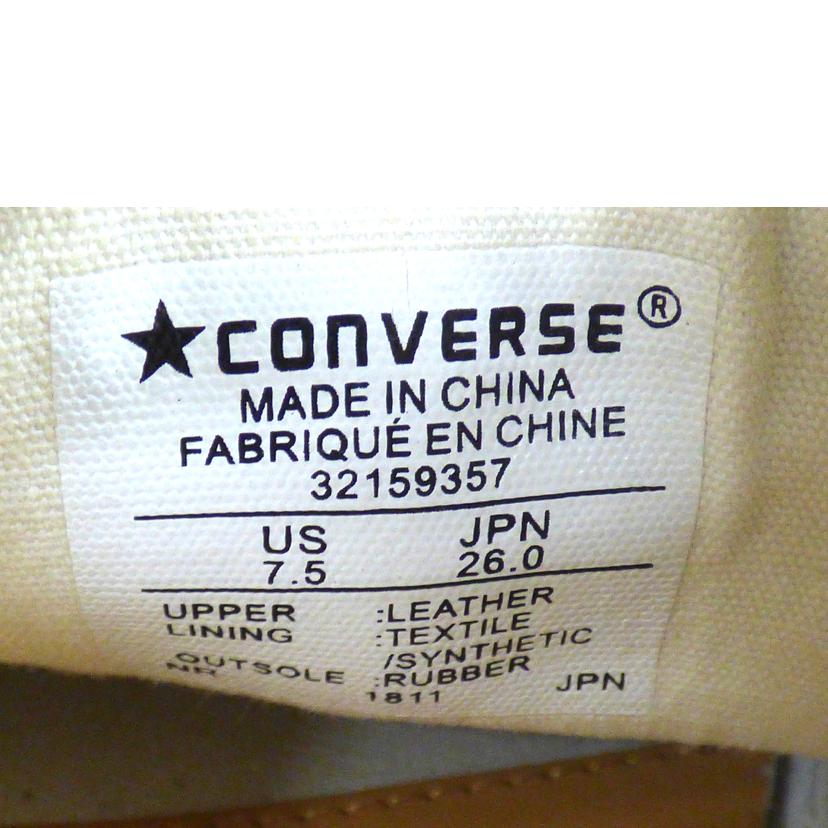 ★CONVERSE®
MADE IN CHINA
FABRIQUÉ EN CHINE
32159357
US JPN
7.5 26.0
UPPER :LEATHER
LINING :TEXTILE
/SYNTHETIC
OUTSOLE :RUBBER
NR 1811 JPN